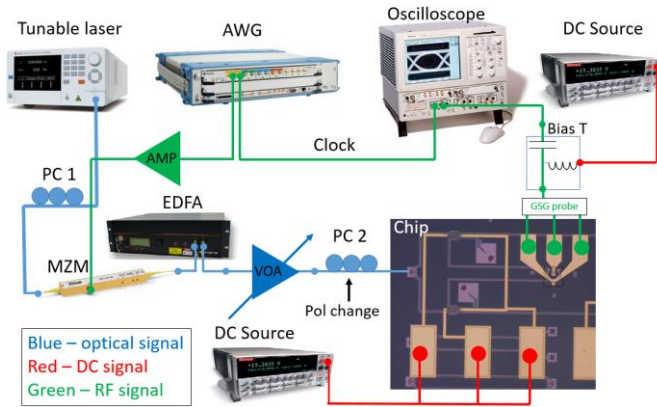 Tunable laser
AWG
Oscilloscope
DC Source
Clock
Bias T
AMP
PC 1
EDFA
GSG probe
PC 2
Chip
MZM
VOA
Pol change
DC Source
Blue – optical signal
Red – DC signal
Green – RF signal